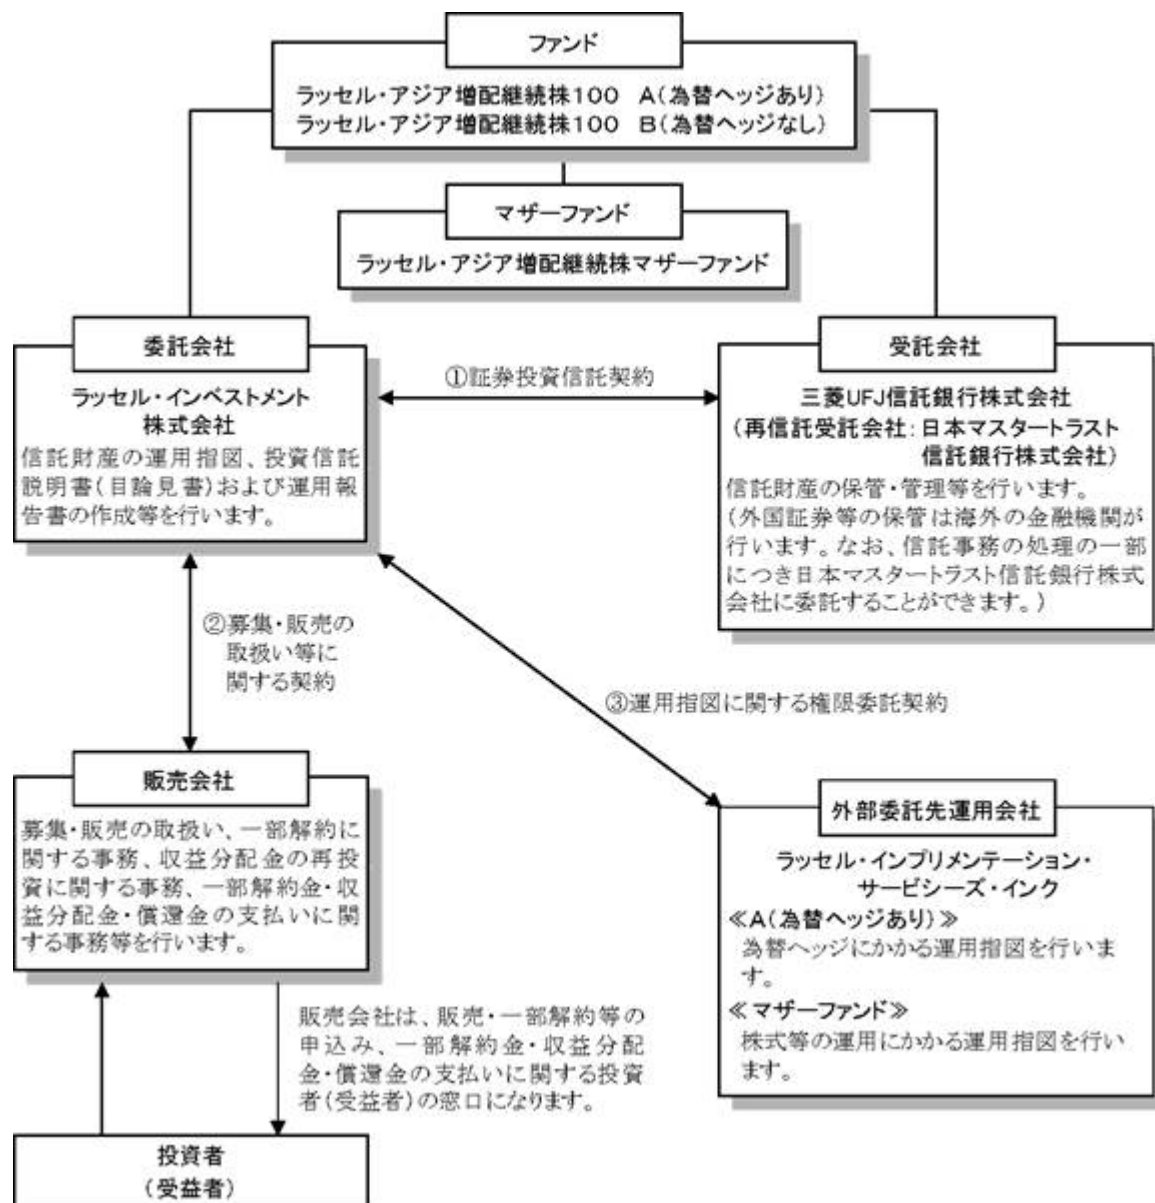 ファンド
ラッセル・アジア増配継続株100 A(為替ヘッジあり)
ラッセル・アジア増配継続株100 B(為替ヘッジなし)
マザーファンド
ラッセル・アジア増配継続株マザーファンド
委託会社
ラッセル・インベストメント
株式会社
信託財産の運用指図、投資信託
説明書(目論見書)および運用報
告書の作成等を行います。
①証券投資信託契約
受託会社
三菱UFJ信託銀行株式会社
(再信託受託会社:日本マスタートラスト
信託銀行株式会社)
信託財産の保管・管理等を行います。
(外国証券等の保管は海外の金融機関が
行います。なお、信託事務の処理の一部
につき日本マスタートラスト信託銀行株式
会社に委託することができます。)
②募集・販売の
取扱い等に
関する契約
③運用指図に関する権限委託契約
販売会社
募集・販売の取扱い、一部解約に
関する事務、収益分配金の再投
資に関する事務、一部解約金・収
益分配金・償還金の支払いに関
する事務等を行います。
外部委託先運用会社
ラッセル・インプリメンテーション・
サービシーズ・インク
≪A(為替ヘッジあり)≫
為替ヘッジにかかる運用指図を行いま
す。
≪マザーファンド≫
株式等の運用にかかる運用指図を行い
ます。
販売会社は、販売・一部解約等の
申込み、一部解約金・収益分配
金・償還金の支払いに関する投資
者(受益者)の窓口になります。
投資者
(受益者)